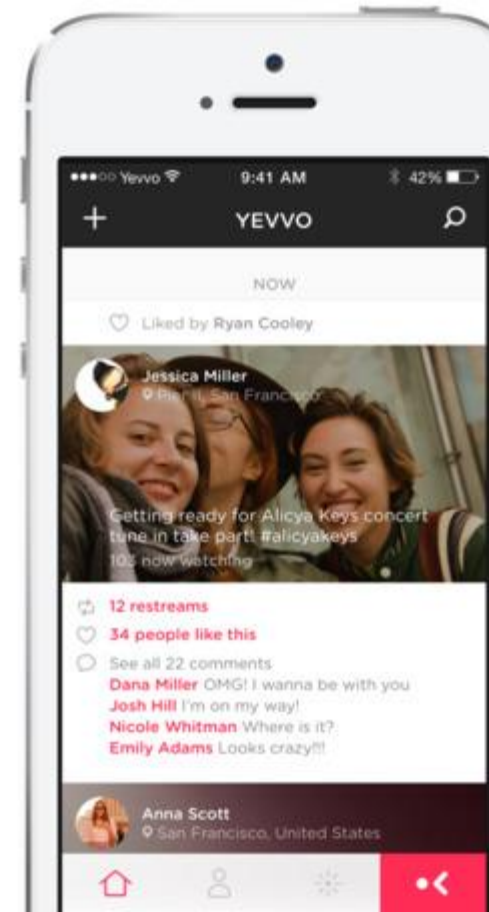 Yevvo 9:41 AM 42%
YEVVO
NOW
Liked by Ryan Cooley
Jessica Miller
Pier II, San Francisco
Getting ready for Alicya Keys concert
tune in take part! #alicyakeys
103 now watching
12 restreams
34 people like this
See all 22 comments
Dana Miller OMG! I wanna be with you
Josh Hill I'm on my way!
Nicole Whitman Where is it?
Emily Adams Looks crazy!!!
Anna Scott
San Francisco, United States